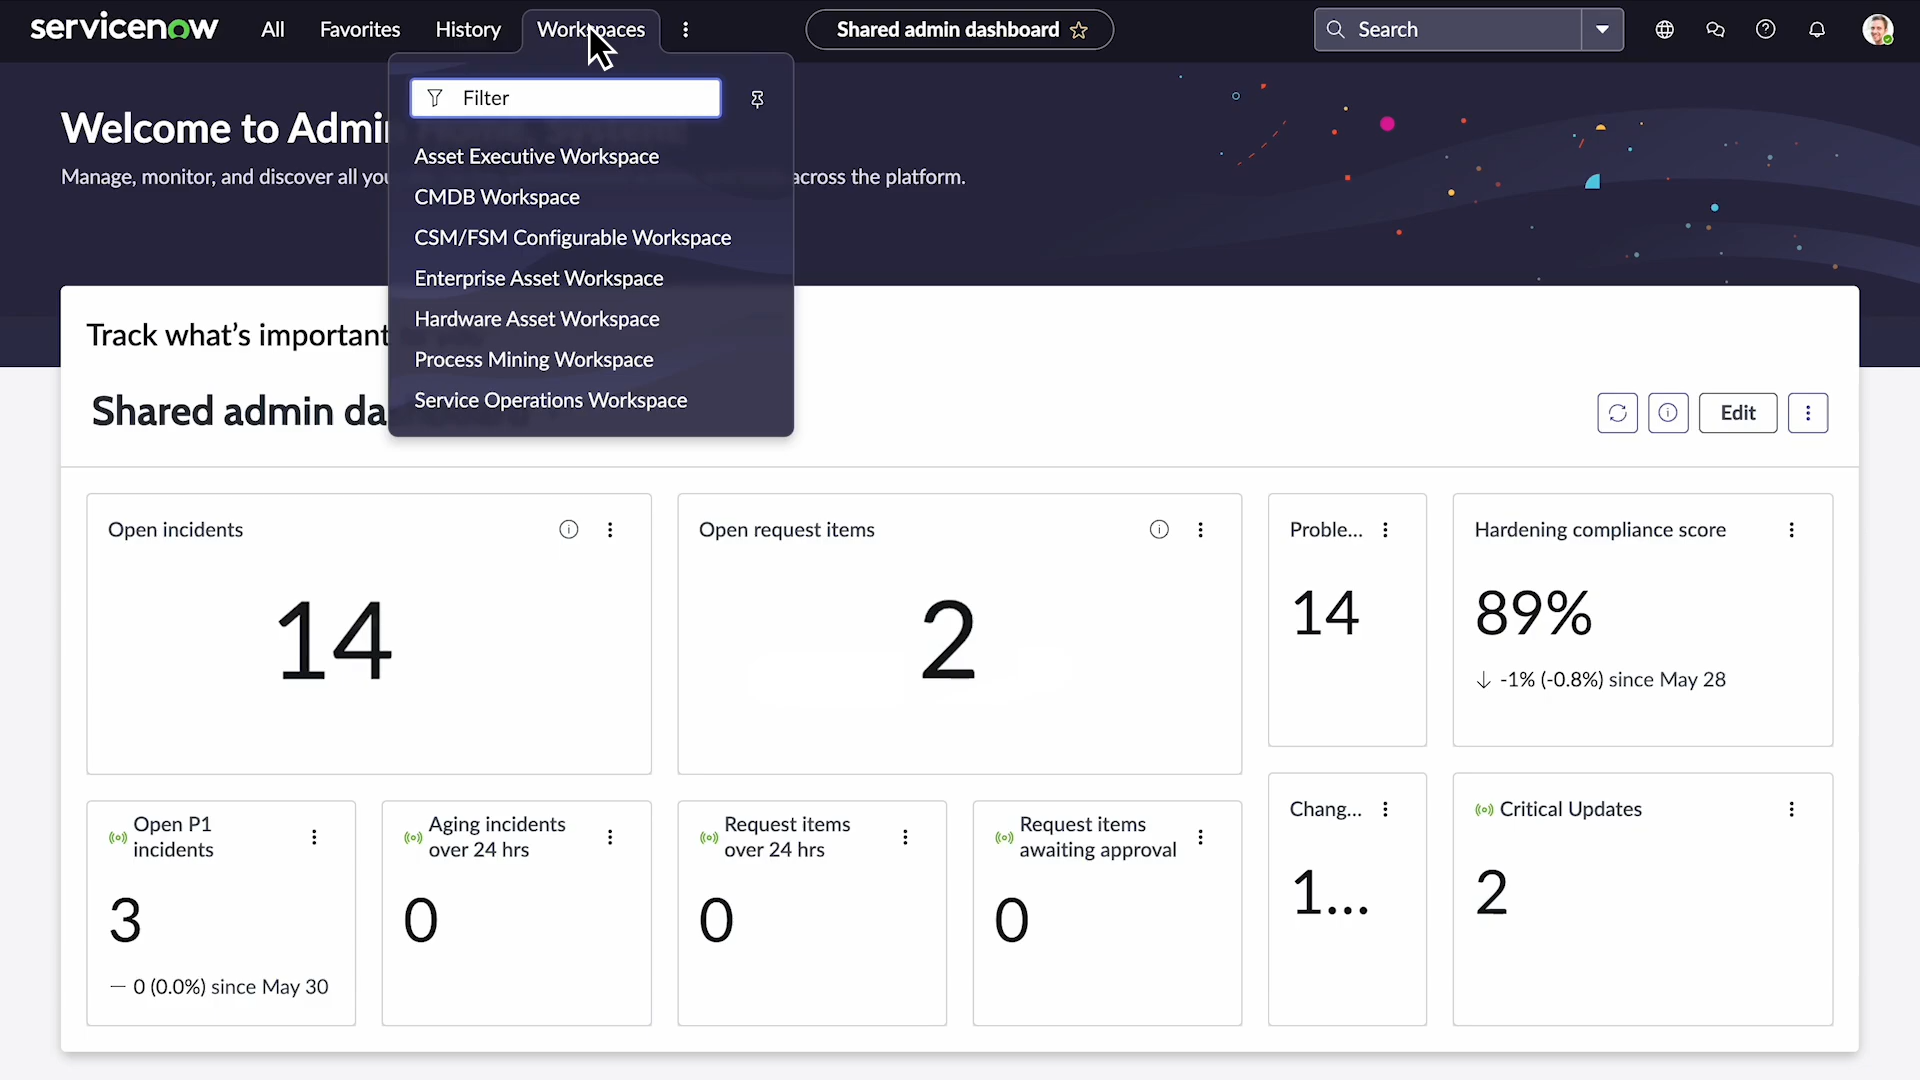 servicenow All Favorites History Workspaces Shared admin dashboard Search
Filter
Asset Executive Workspace
CMDB Workspace
CSM/FSM Configurable Workspace
Enterprise Asset Workspace
Hardware Asset Workspace
Process Mining Workspace
Service Operations Workspace
Welcome to Admi
Manage, monitor, and discover all you across the platform.
Track what's important
Shared admin da
Edit
Open incidents
14
Open request items
2
Proble...
14
Hardening compliance score
89%
-1% (-0.8%) since May 28
Open P1
incidents
3
0 (0.0%) since May 30
Aging incidents
over 24 hrs
0
Request items
over 24 hrs
0
Request items
awaiting approval
0
Chang...
1...
Critical Updates
2